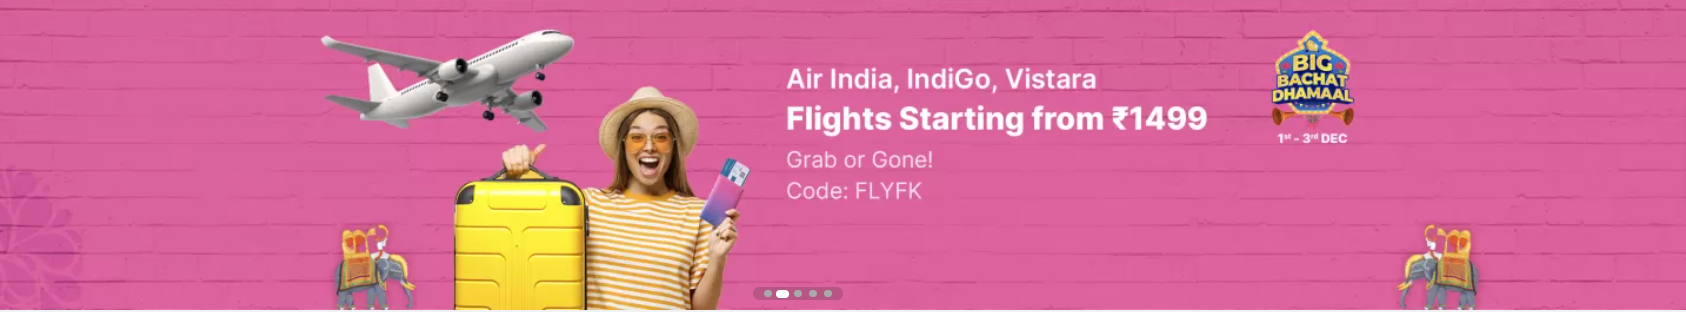 Air India, IndiGo, Vistara
Flights Starting from ₹1499
Grab or Gone!
Code: FLYFK
BIG
BACHAT
DHAMAAL
1st - 3rd DEC